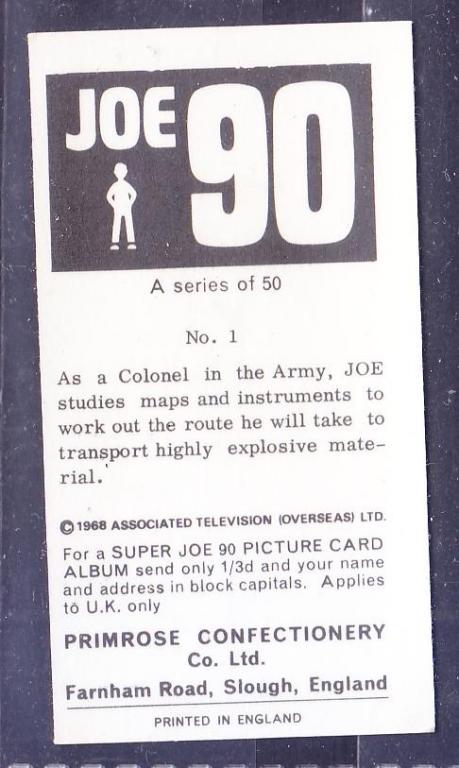 JOE 90
A series of 50
No. 1
As a Colonel in the Army, JOE
studies maps and instruments to
work out the route he will take to
transport highly explosive mate-
rial.
©1968 ASSOCIATED TELEVISION (OVERSEAS) LTD.
For a SUPER JOE 90 PICTURE CARD
ALBUM send only 1/3d and your name
and address in block capitals. Applies
to U.K. only
PRIMROSE CONFECTIONERY
Co. Ltd.
Farnham Road, Slough, England
PRINTED IN ENGLAND